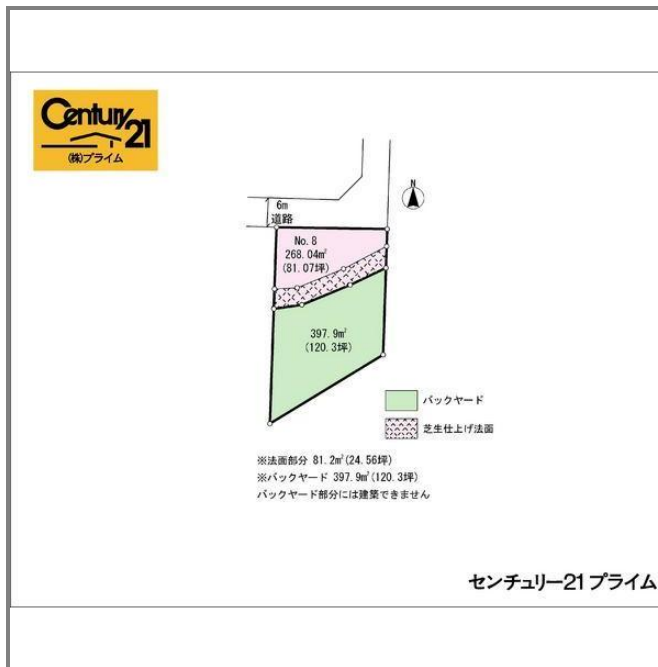 Century 21
(株)プライム
N
6m
道路
No. 8
268.04㎡
(81.07坪)
397.9㎡
(120.3坪)
バックヤード
芝生仕上げ法面
※法面部分 81.2㎡(24.56坪)
※バックヤード 397.9㎡(120.3坪)
バックヤード部分には建築できません
センチュリー21 プライム